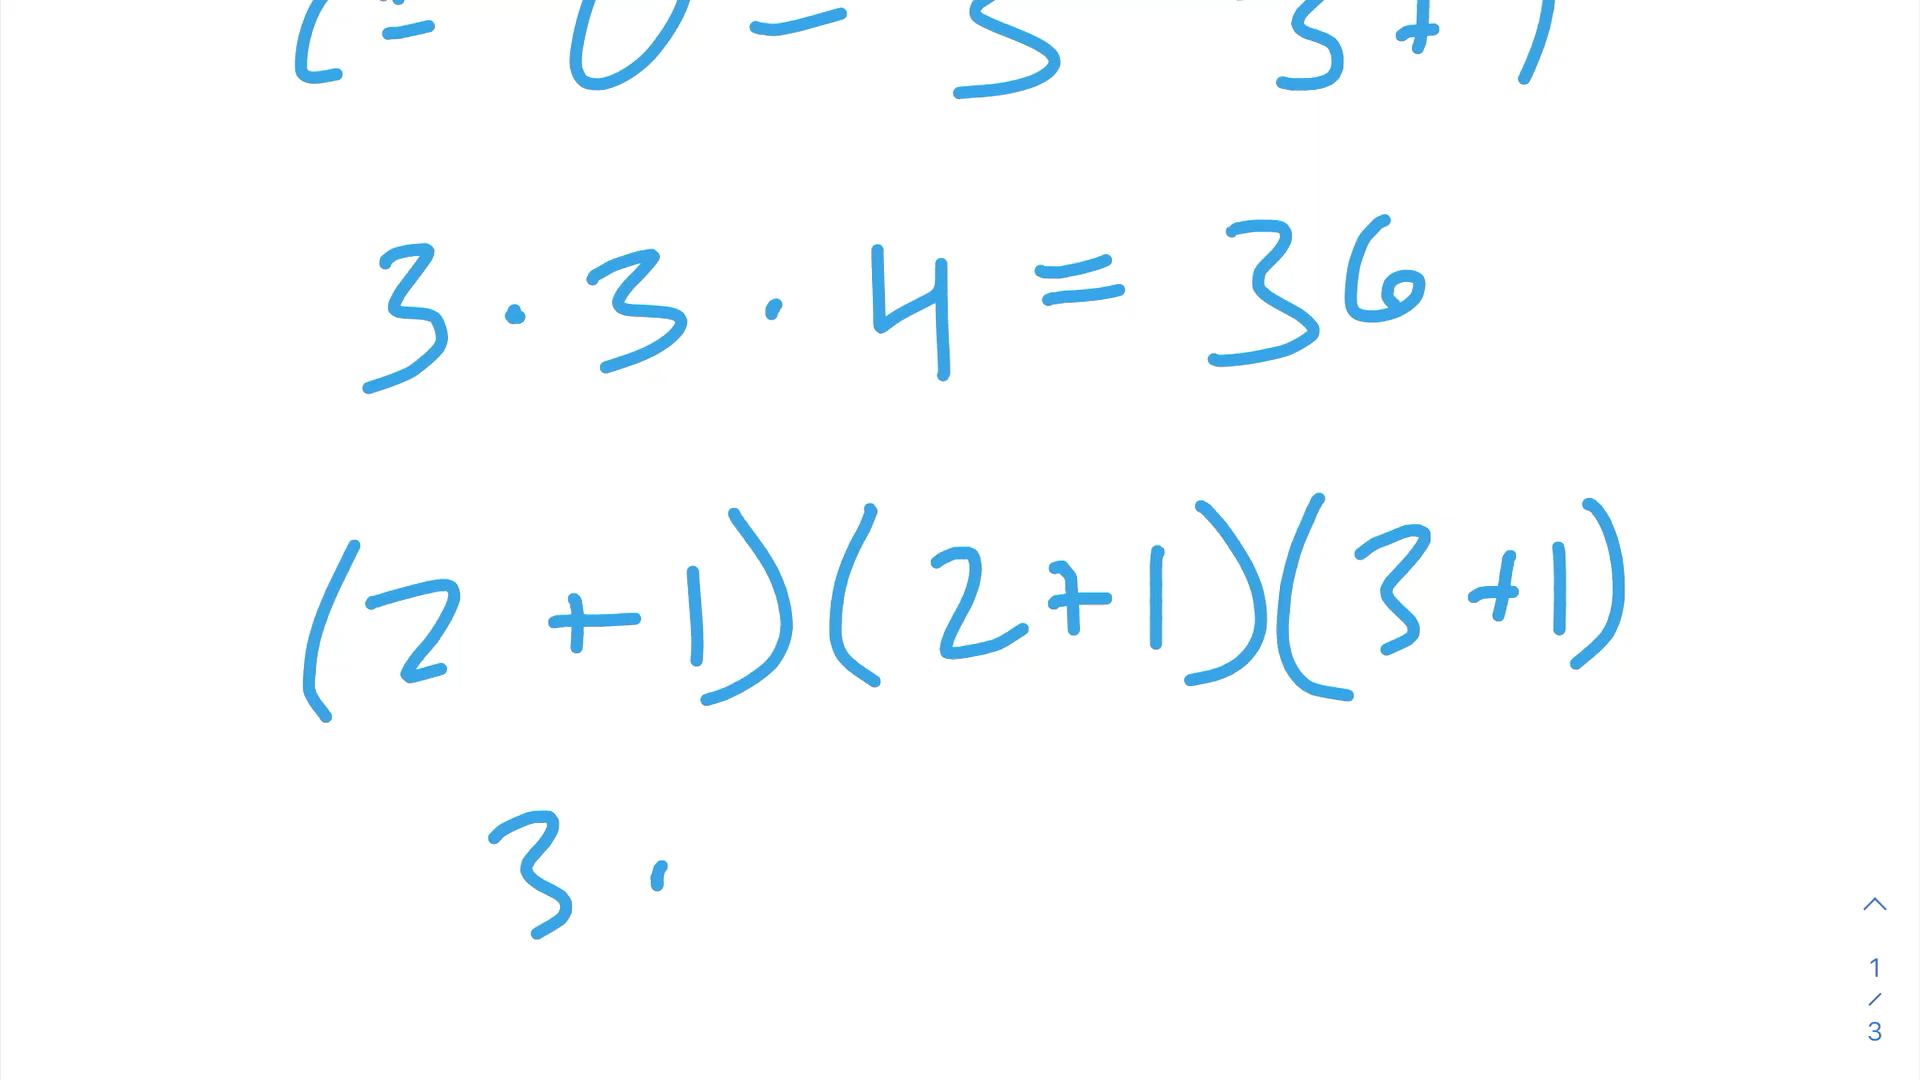 3 · 3 · 4 = 36
(2 + 1)(2+1)(3+1)
3 ·
1
/
3